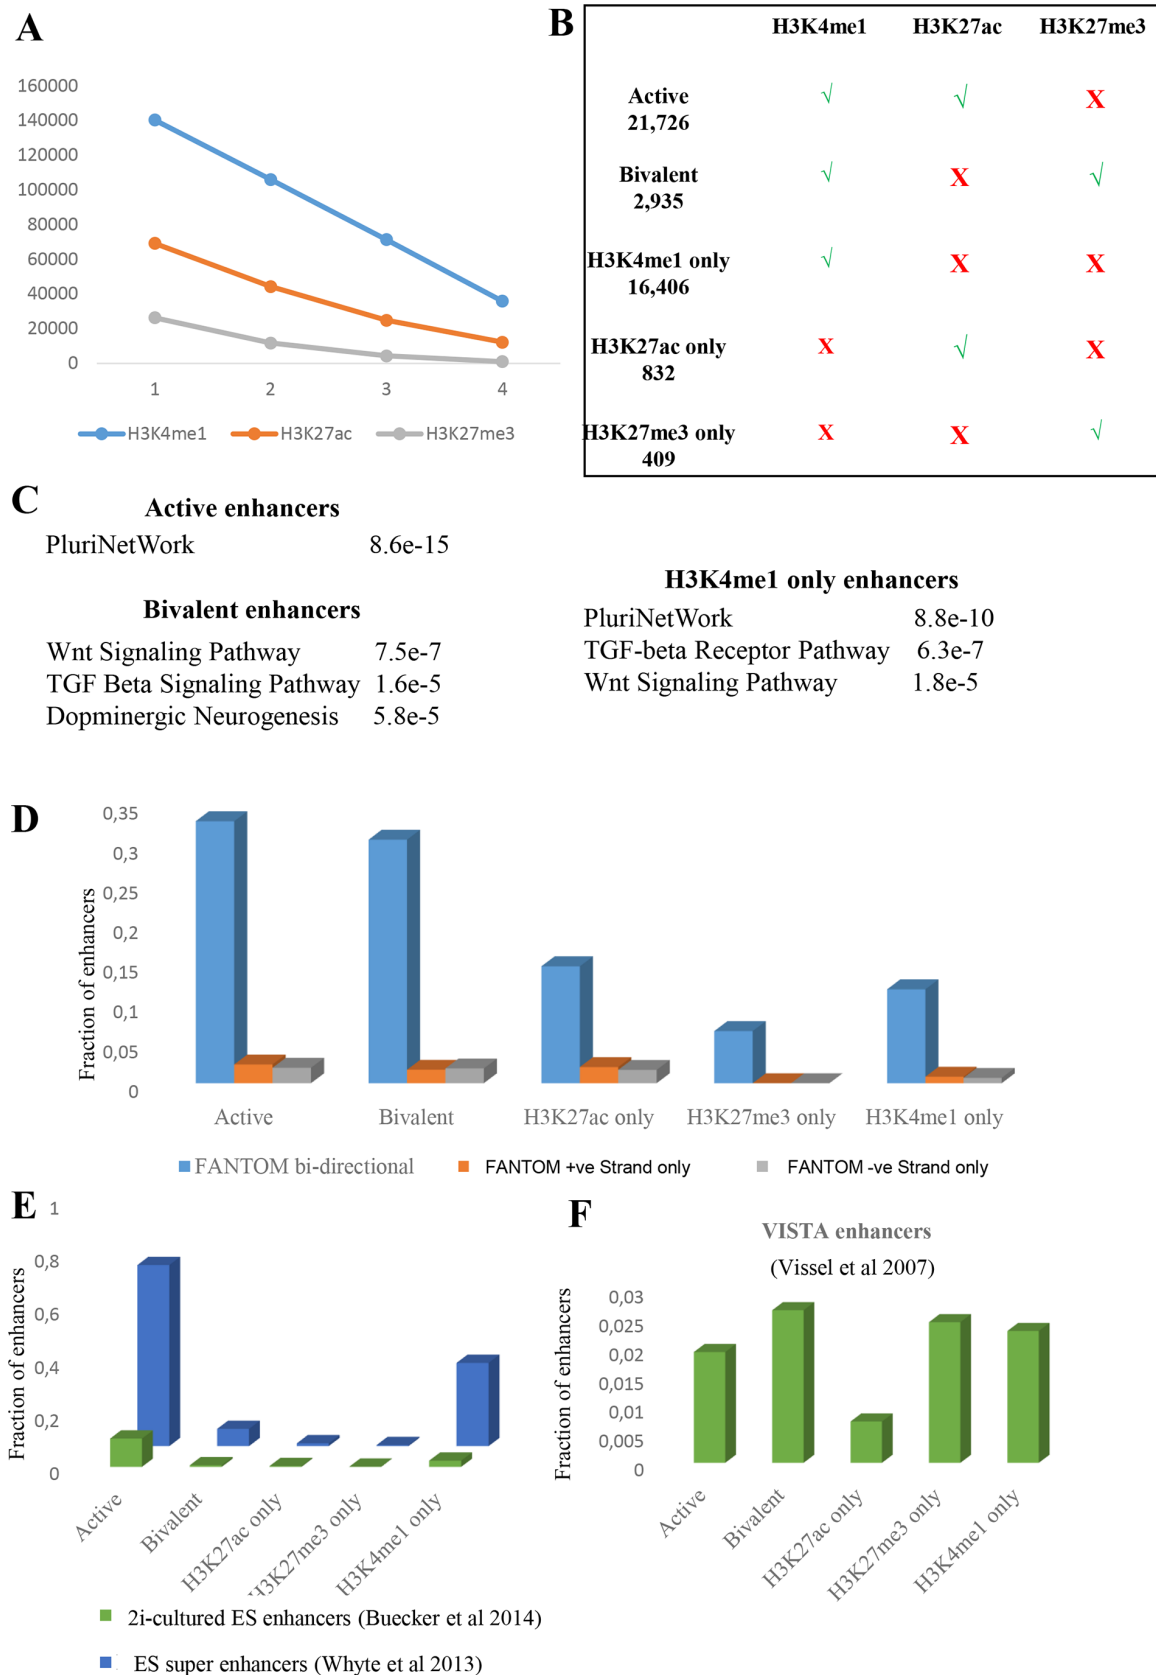 A
160000
140000
120000
100000
80000
60000
40000
20000
0
1 2 3 4
H3K4me1 H3K27ac H3K27me3
B
H3K4me1 H3K27ac H3K27me3
Active √ √ X
21,726
Bivalent √ X √
2,935
H3K4me1 only √ X X
16,406
H3K27ac only X √ X
832
H3K27me3 only X X √
409
C
Active enhancers
PluriNetWork 8.6e-15
Bivalent enhancers
Wnt Signaling Pathway 7.5e-7
TGF Beta Signaling Pathway 1.6e-5
Dopminergic Neurogenesis 5.8e-5
H3K4me1 only enhancers
PluriNetWork 8.8e-10
TGF-beta Receptor Pathway 6.3e-7
Wnt Signaling Pathway 1.8e-5
D
Fraction of enhancers
0,35
0,3
0,25
0,2
0,15
0,1
0,05
0
Active Bivalent H3K27ac only H3K27me3 only H3K4me1 only
FANTOM bi-directional FANTOM +ve Strand only FANTOM -ve Strand only
E
Fraction of enhancers
1
0,8
0,6
0,4
0,2
0
Active
Bivalent
H3K27ac only
H3K27me3 only
H3K4me1 only
2i-cultured ES enhancers (Buecker et al 2014)
ES super enhancers (Whyte et al 2013)
F
VISTA enhancers
(Vissel et al 2007)
Fraction of enhancers
0,03
0,025
0,02
0,015
0,01
0,005
0
Active
Bivalent
H3K27ac only
H3K27me3 only
H3K4me1 only